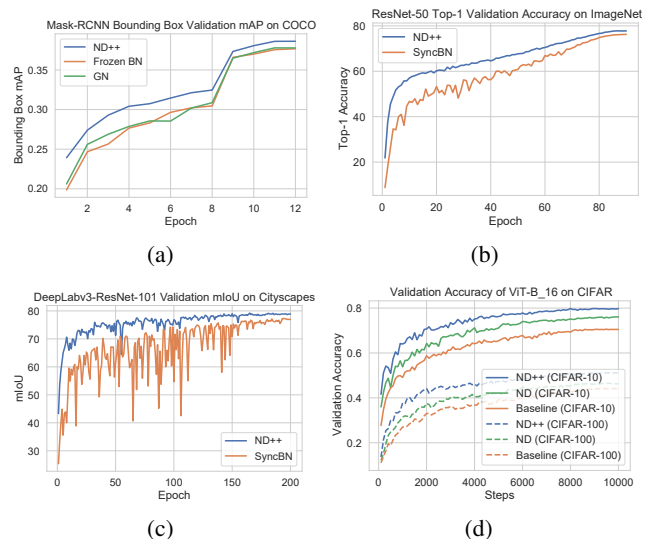 Mask-RCNN Bounding Box Validation mAP on COCO
ND++
Frozen BN
GN
0.35
0.30
0.25
0.20
Bounding Box mAP
2 4 6 8 10 12
Epoch
(a)
ResNet-50 Top-1 Validation Accuracy on ImageNet
ND++
SyncBN
80
60
40
20
Top-1 Accuracy
0 20 40 60 80
Epoch
(b)
DeepLabv3-ResNet-101 Validation mIoU on Cityscapes
80
70
60
50
40
30
mIoU
ND++
SyncBN
0 25 50 75 100 125 150 175 200
Epoch
(c)
Validation Accuracy of ViT-B_16 on CIFAR
0.8
0.6
0.4
0.2
Validation Accuracy
ND++ (CIFAR-10)
ND (CIFAR-10)
Baseline (CIFAR-10)
ND++ (CIFAR-100)
ND (CIFAR-100)
Baseline (CIFAR-100)
0 2000 4000 6000 8000 10000
Steps
(d)